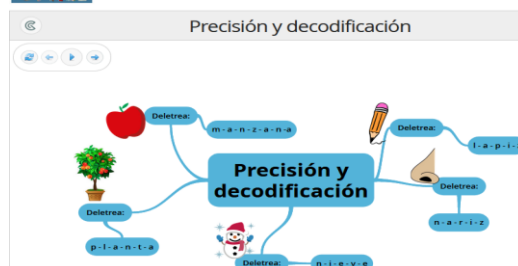 Precisión y decodificación
Deletrea:
m - a - n - z - a - n -a
Deletrea:
l - a - p - i -
Precisión y
decodificación
Deletrea:
n - a - r - i - z
Deletrea:
p - l - a - n - t - a
Deletrea:
n - i - e - v - e